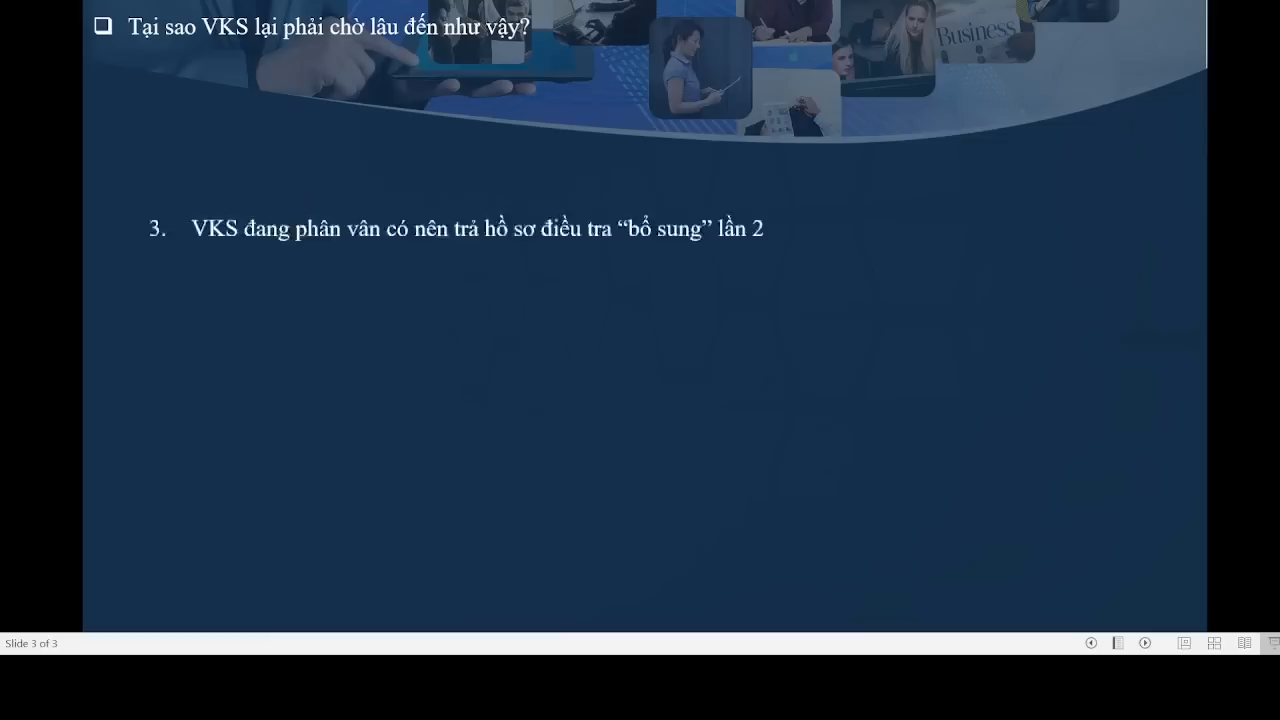 ❑ Tại sao VKS lại phải chờ lâu đến như vậy?
Business
3. VKS đang phân vân có nên trả hồ sơ điều tra “bổ sung” lần 2
Slide 3 of 3